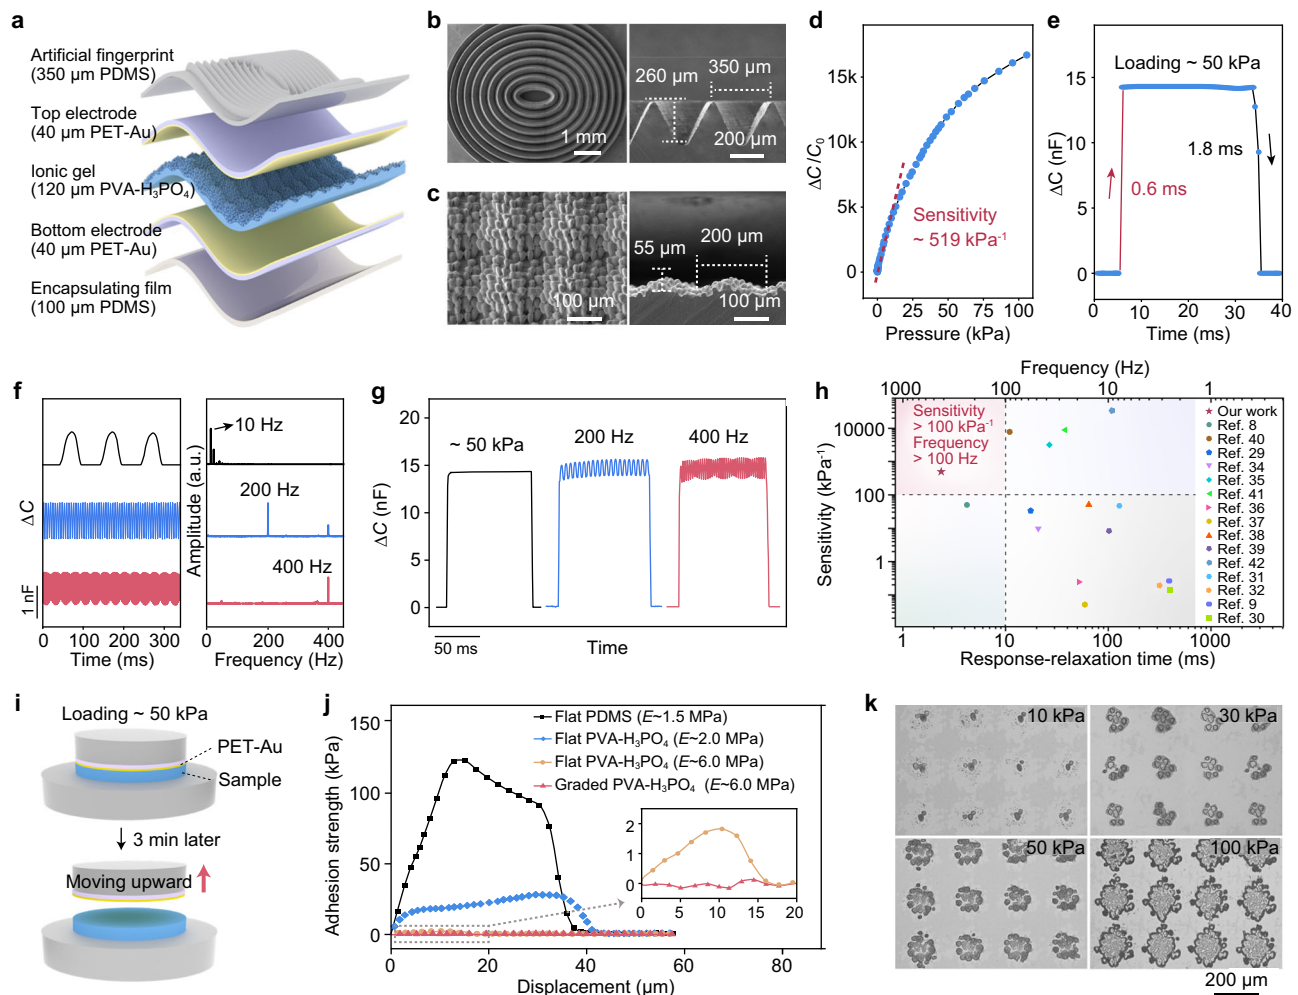 a
Artificial fingerprint
(350 µm PDMS)
Top electrode
(40 µm PET-Au)
Ionic gel
(120 µm PVA-H₃PO₄)
Bottom electrode
(40 µm PET-Au)
Encapsulating film
(100 µm PDMS)
b
1 mm
260 µm
350 µm
200 µm
c
100 µm
55 µm
200 µm
100 µm
d
ΔC/C₀
15k
10k
5k
0
Sensitivity
~ 519 kPa⁻¹
0 25 50 75 100
Pressure (kPa)
e
ΔC (nF)
15
10
5
0
Loading ~ 50 kPa
1.8 ms
0.6 ms
0 10 20 30 40
Time (ms)
f
ΔC
1 nF
0 100 200 300
Time (ms)
Amplitude (a.u.)
10 Hz
200 Hz
400 Hz
0 200 400
Frequency (Hz)
g
ΔC (nF)
20
15
10
5
0
~ 50 kPa
200 Hz
400 Hz
50 ms
Time
h
Frequency (Hz)
1000 100 10 1
Sensitivity (kPa⁻¹)
10000
100
1
Sensitivity
> 100 kPa⁻¹
Frequency
> 100 Hz
Our work
Ref. 8
Ref. 40
Ref. 29
Ref. 34
Ref. 35
Ref. 41
Ref. 36
Ref. 37
Ref. 38
Ref. 39
Ref. 42
Ref. 31
Ref. 32
Ref. 9
Ref. 30
1 10 100 1000
Response-relaxation time (ms)
i
Loading ~ 50 kPa
PET-Au
Sample
3 min later
Moving upward
j
Adhesion strength (kPa)
150
100
50
0
Flat PDMS (E~1.5 MPa)
Flat PVA-H₃PO₄ (E~2.0 MPa)
Flat PVA-H₃PO₄ (E~6.0 MPa)
Graded PVA-H₃PO₄ (E~6.0 MPa)
2
1
0
0 5 10 15 20
0 20 40 60 80
Displacement (µm)
k
10 kPa
30 kPa
50 kPa
100 kPa
200 µm